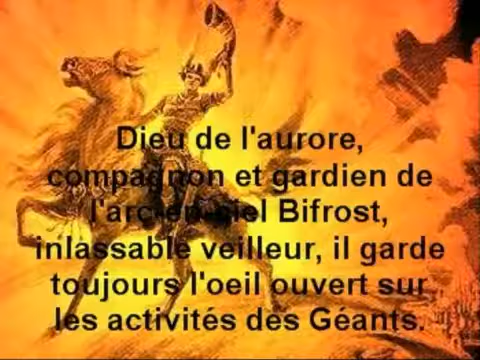 Dieu de l'aurore,
compagnon et gardien de
l'arc-en-ciel Bifrost,
inlassable veilleur, il garde
toujours l'oeil ouvert sur
les activités des Géants.